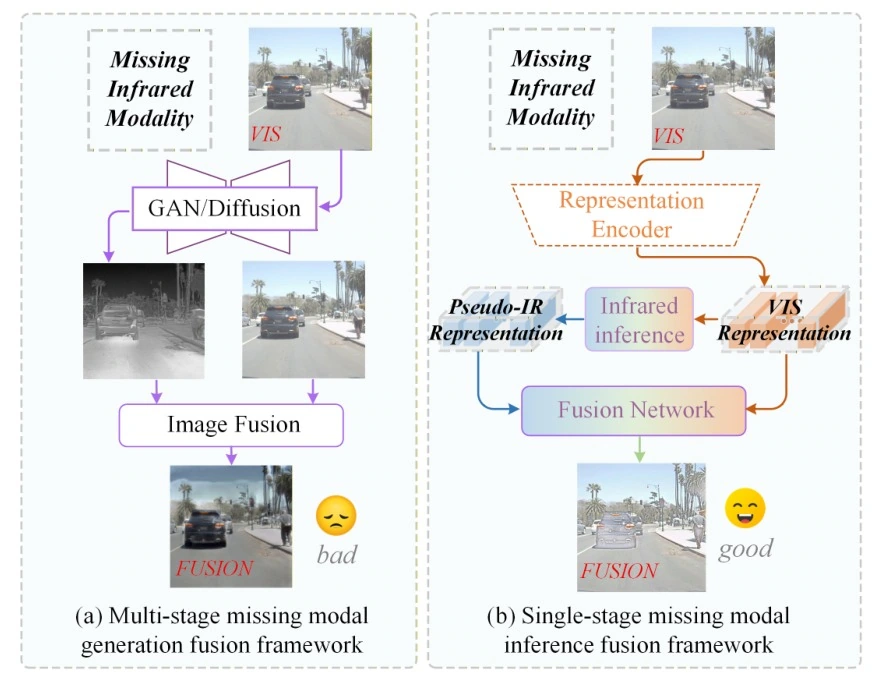 Missing
Infrared
Modality
VIS
GAN/Diffusion
Image Fusion
FUSION
bad
(a) Multi-stage missing modal
generation fusion framework
Missing
Infrared
Modality
VIS
Representation
Encoder
Pseudo-IR
Representation
Infrared
inference
VIS
Representation
Fusion Network
FUSION
good
(b) Single-stage missing modal
inference fusion framework